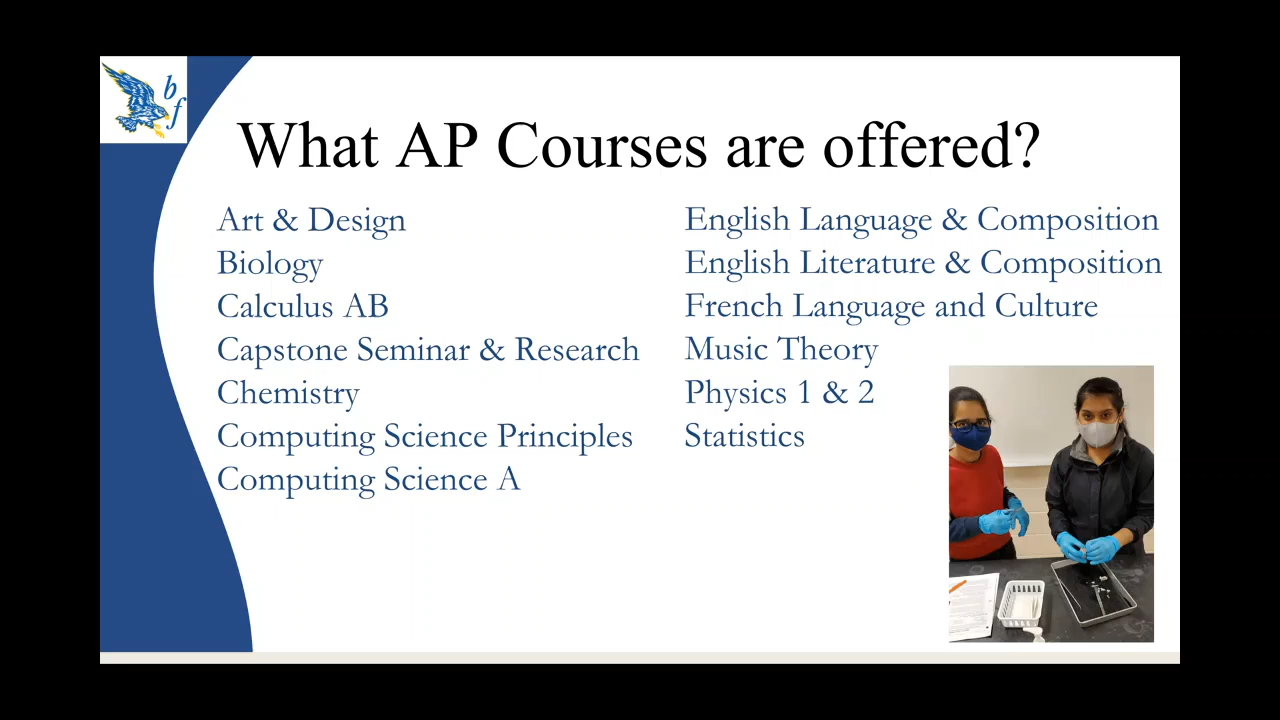 b
f
What AP Courses are offered?
Art & Design
Biology
Calculus AB
Capstone Seminar & Research
Chemistry
Computing Science Principles
Computing Science A
English Language & Composition
English Literature & Composition
French Language and Culture
Music Theory
Physics 1 & 2
Statistics